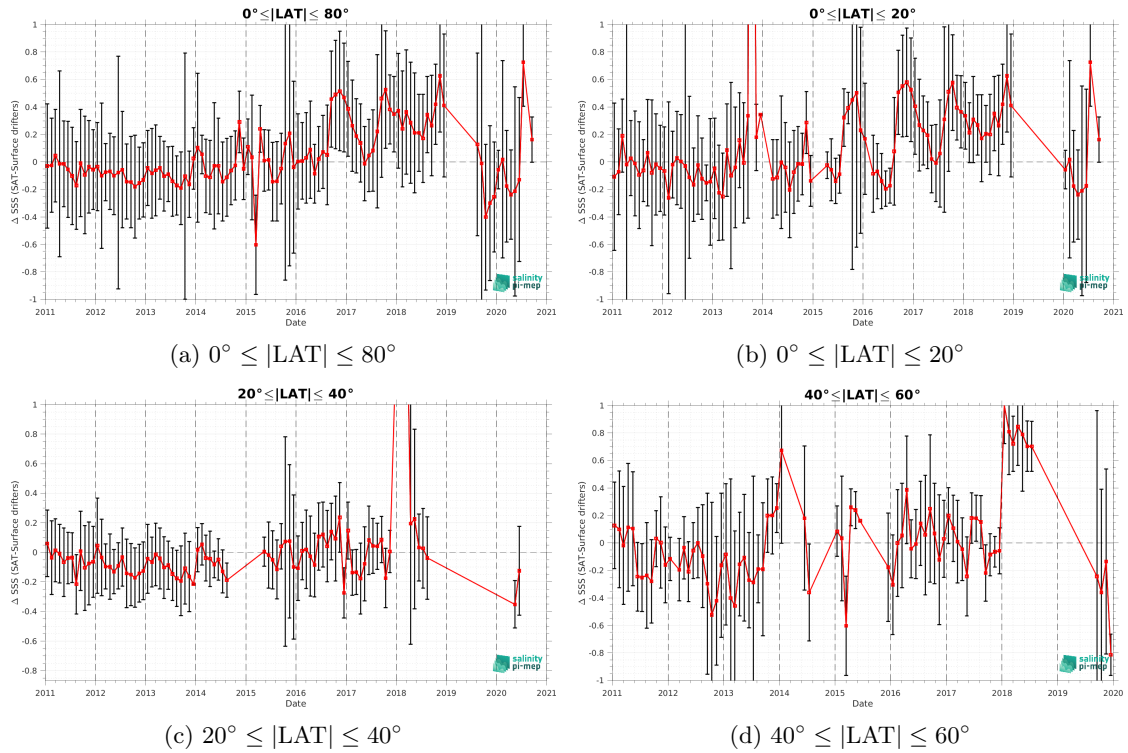 0°≤|LAT|≤ 80°
Δ SSS (SAT-Surface drifters)
1
0.8
0.6
0.4
0.2
0
-0.2
-0.4
-0.6
-0.8
-1
2011 2012 2013 2014 2015 2016 2017 2018 2019 2020 2021
Date
salinity
pi-mep
(a) 0° ≤ |LAT| ≤ 80°
0°≤|LAT|≤ 20°
Δ SSS (SAT-Surface drifters)
1
0.8
0.6
0.4
0.2
0
-0.2
-0.4
-0.6
-0.8
-1
2011 2012 2013 2014 2015 2016 2017 2018 2019 2020 2021
Date
salinity
pi-mep
(b) 0° ≤ |LAT| ≤ 20°
20°≤|LAT|≤ 40°
Δ SSS (SAT-Surface drifters)
1
0.8
0.6
0.4
0.2
0
-0.2
-0.4
-0.6
-0.8
2011 2012 2013 2014 2015 2016 2017 2018 2019 2020 2021
Date
salinity
pi-mep
(c) 20° ≤ |LAT| ≤ 40°
40°≤|LAT|≤ 60°
Δ SSS (SAT-Surface drifters)
1
0.8
0.6
0.4
0.2
0
-0.2
-0.4
-0.6
-0.8
-1
2011 2012 2013 2014 2015 2016 2017 2018 2019 2020
Date
salinity
pi-mep
(d) 40° ≤ |LAT| ≤ 60°